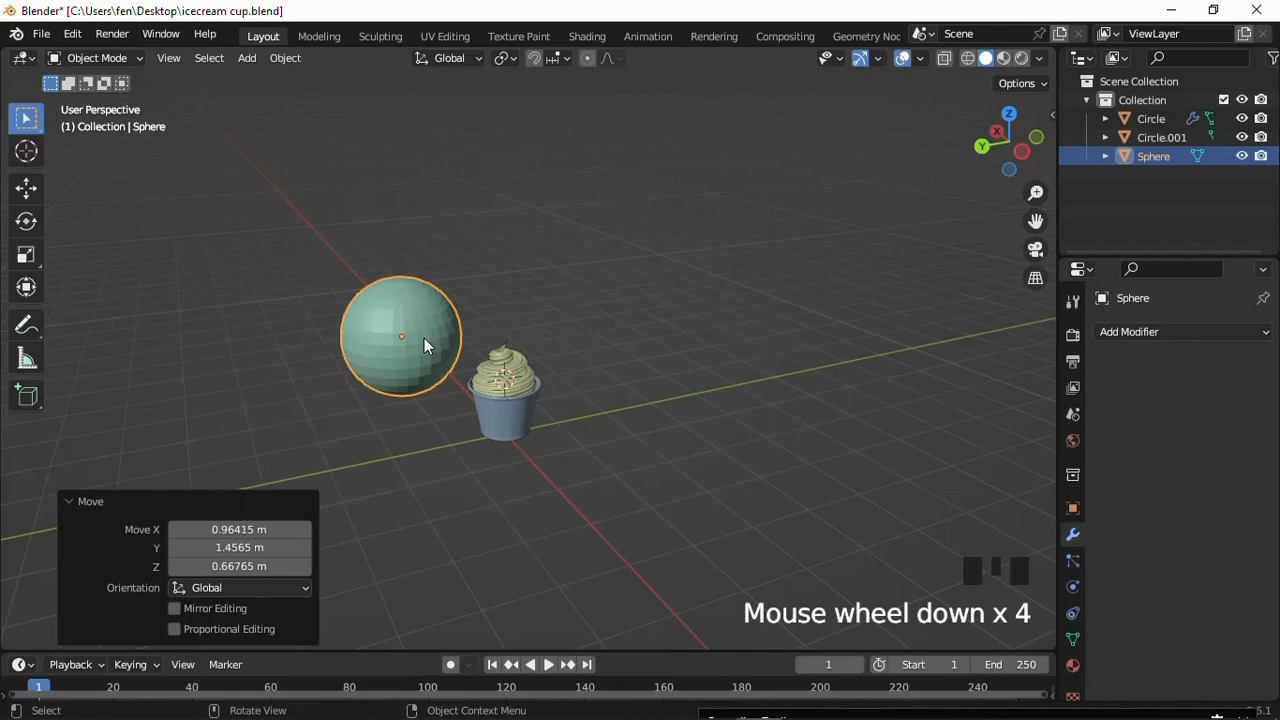 Blender* [C:\Users\fen\Desktop\icecream cup.blend]
File Edit Render Window Help Layout Modeling Sculpting UV Editing Texture Paint Shading Animation Rendering Compositing Geometry Noc Scene ViewLayer
Object Mode View Select Add Object Global
Options
User Perspective
(1) Collection | Sphere
Z
X
Y
Scene Collection
Collection
Circle
Circle.001
Sphere
Sphere
Add Modifier
Move
Move X 0.96415 m
Y 1.4565 m
Z 0.66765 m
Orientation Global
Mirror Editing
Proportional Editing
Mouse wheel down x 4
Playback Keying View Marker 1 Start 1 End 250
1 20 40 60 80 100 120 140 160 180 200 220 240
Select Rotate View Object Context Menu